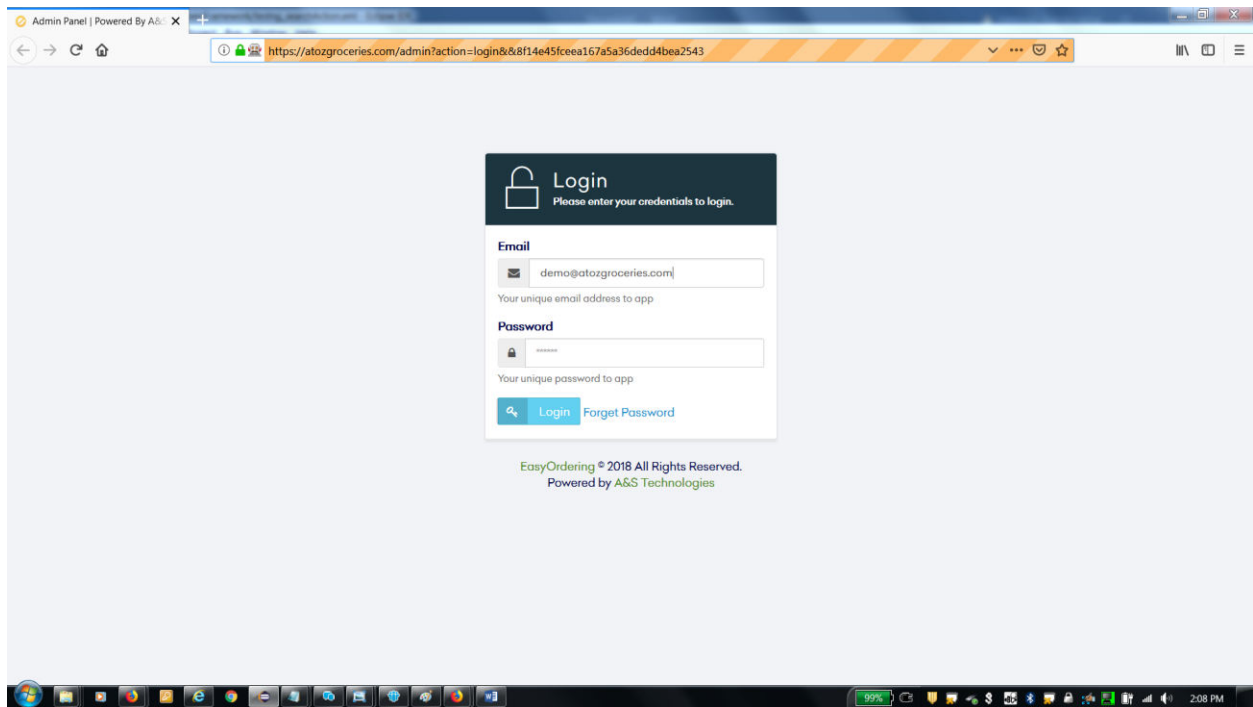 Admin Panel | Powered By A&S
https://atozgroceries.com/admin?action=login&&8f14e45fceea167a5a36dedd4bea2543
Login
Please enter your credentials to login.
Email
demo@atozgroceries.com
Your unique email address to app
Password
******
Your unique password to app
Login Forget Password
EasyOrdering © 2018 All Rights Reserved.
Powered by A&S Technologies
99% 2:08 PM